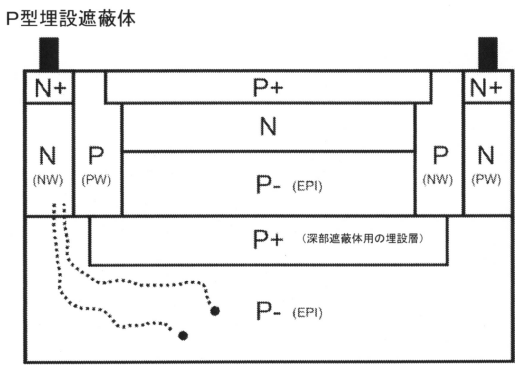 P型埋設遮蔽体
N+
P+
N+
N
N
(NW)
P
(PW)
P
(NW)
N
(PW)
P- (EPI)
P+ (深部遮蔽体用の埋設層)
P- (EPI)